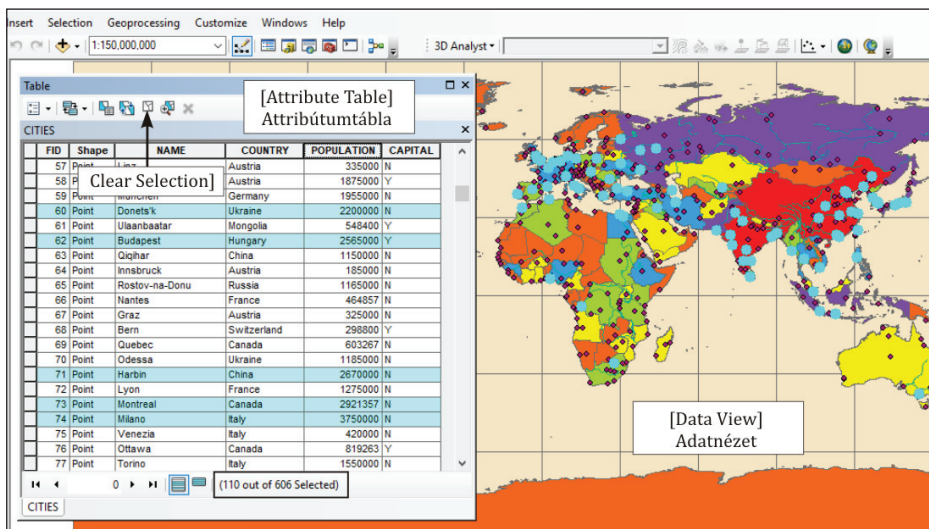 Insert Selection Geoprocessing Customize Windows Help
1:150,000,000 3D Analyst
Table
[Attribute Table]
Attribútumtábla
CITIES
FID Shape NAME COUNTRY POPULATION CAPITAL
57 Point Linz Austria 335000 N
58 Austria 1875000 Y
Clear Selection]
59 Point Munchen Germany 1955000 N
60 Point Donets'k Ukraine 2200000 N
61 Point Ulaanbaatar Mongolia 548400 Y
62 Point Budapest Hungary 2565000 Y
63 Point Qiqihar China 1150000 N
64 Point Innsbruck Austria 185000 N
65 Point Rostov-na-Donu Russia 1165000 N
66 Point Nantes France 464857 N
67 Point Graz Austria 325000 N
68 Point Bern Switzerland 298800 Y
69 Point Quebec Canada 603267 N
70 Point Odessa Ukraine 1185000 N
71 Point Harbin China 2670000 N
72 Point Lyon France 1275000 N
73 Point Montreal Canada 2921357 N
74 Point Milano Italy 3750000 N
75 Point Venezia Italy 420000 N
76 Point Ottawa Canada 819263 Y
77 Point Torino Italy 1550000 N
[Data View]
Adatnézet
0 (110 out of 606 Selected)
CITIES